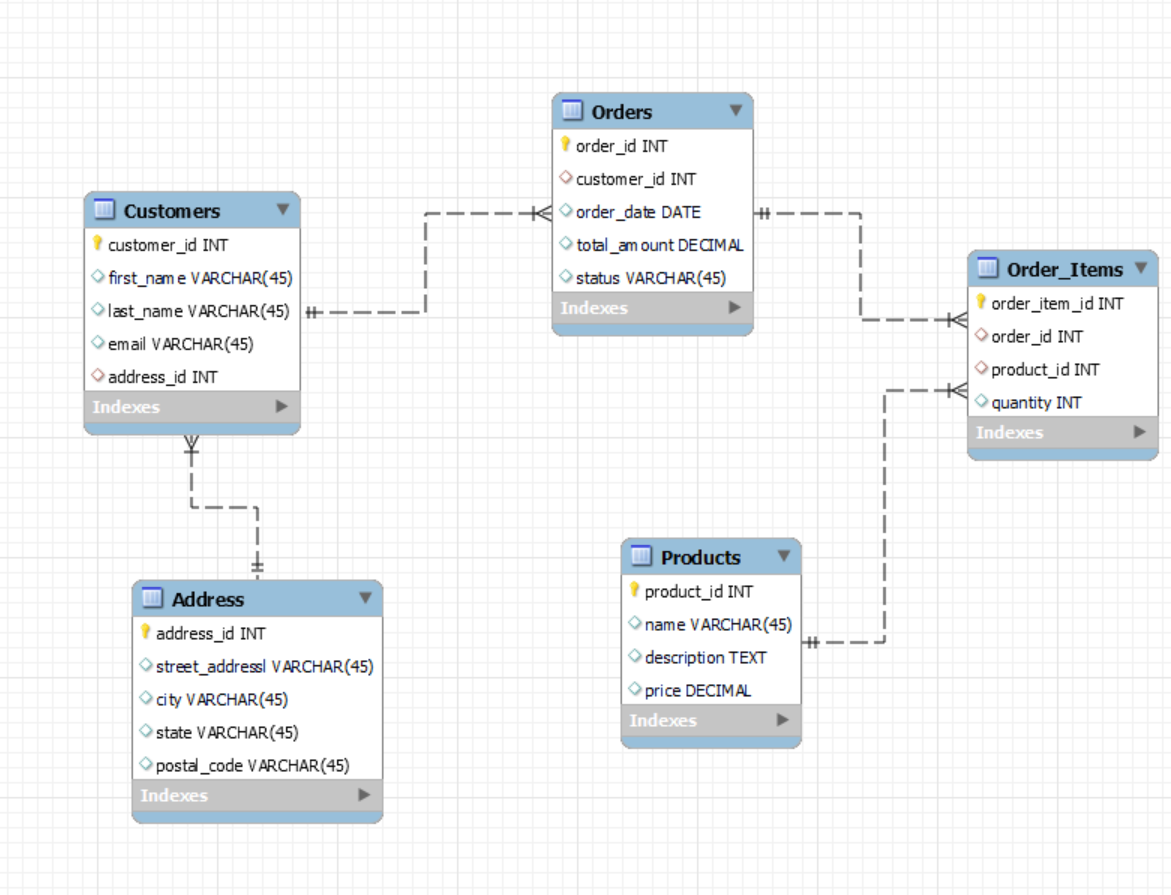 Orders
order_id INT
customer_id INT
order_date DATE
total_amount DECIMAL
status VARCHAR(45)
Indexes
Customers
customer_id INT
first_name VARCHAR(45)
last_name VARCHAR(45)
email VARCHAR(45)
address_id INT
Indexes
Order_Items
order_item_id INT
order_id INT
product_id INT
quantity INT
Indexes
Products
product_id INT
name VARCHAR(45)
description TEXT
price DECIMAL
Indexes
Address
address_id INT
street_addressl VARCHAR(45)
city VARCHAR(45)
state VARCHAR(45)
postal_code VARCHAR(45)
Indexes